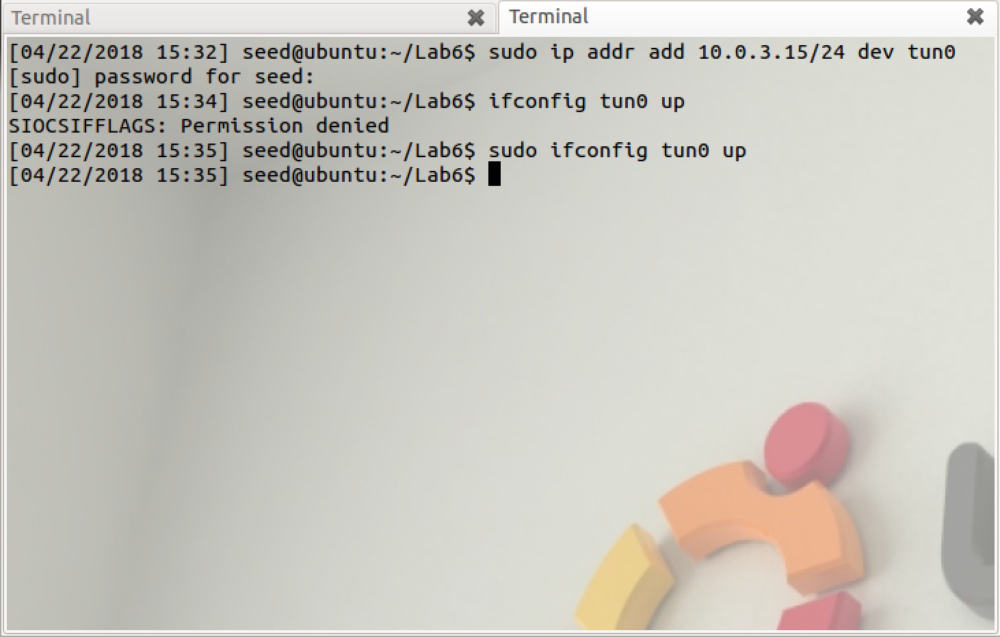 Terminal
Terminal
[04/22/2018 15:32] seed@ubuntu:~/Lab6$ sudo ip addr add 10.0.3.15/24 dev tun0
[sudo] password for seed:
[04/22/2018 15:34] seed@ubuntu:~/Lab6$ ifconfig tun0 up
SIOCSIFFLAGS: Permission denied
[04/22/2018 15:35] seed@ubuntu:~/Lab6$ sudo ifconfig tun0 up
[04/22/2018 15:35] seed@ubuntu:~/Lab6$